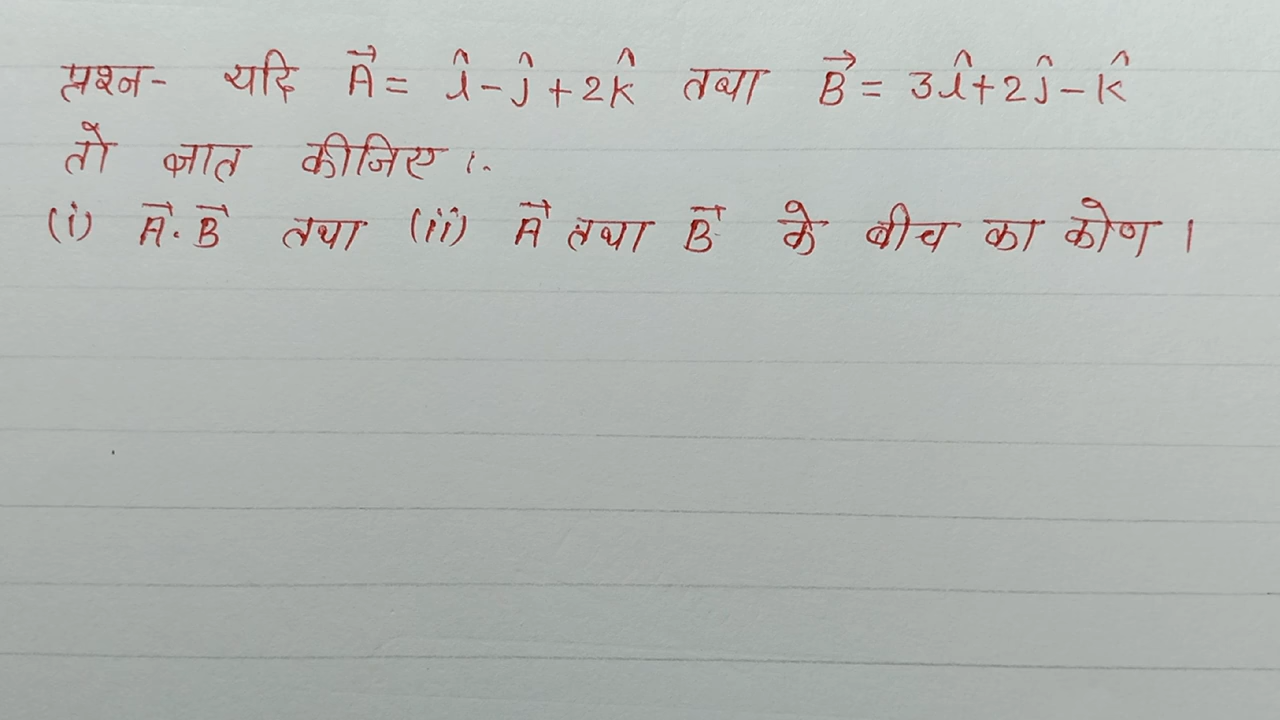 प्रश्न- यदि A⃗ = î - ĵ + 2k̂ तथा B⃗ = 3î + 2ĵ - k̂
तो ज्ञात कीजिए ।.
(i) A⃗. B⃗ तथा (ii) A⃗ तथा B⃗ के बीच का कोण ।